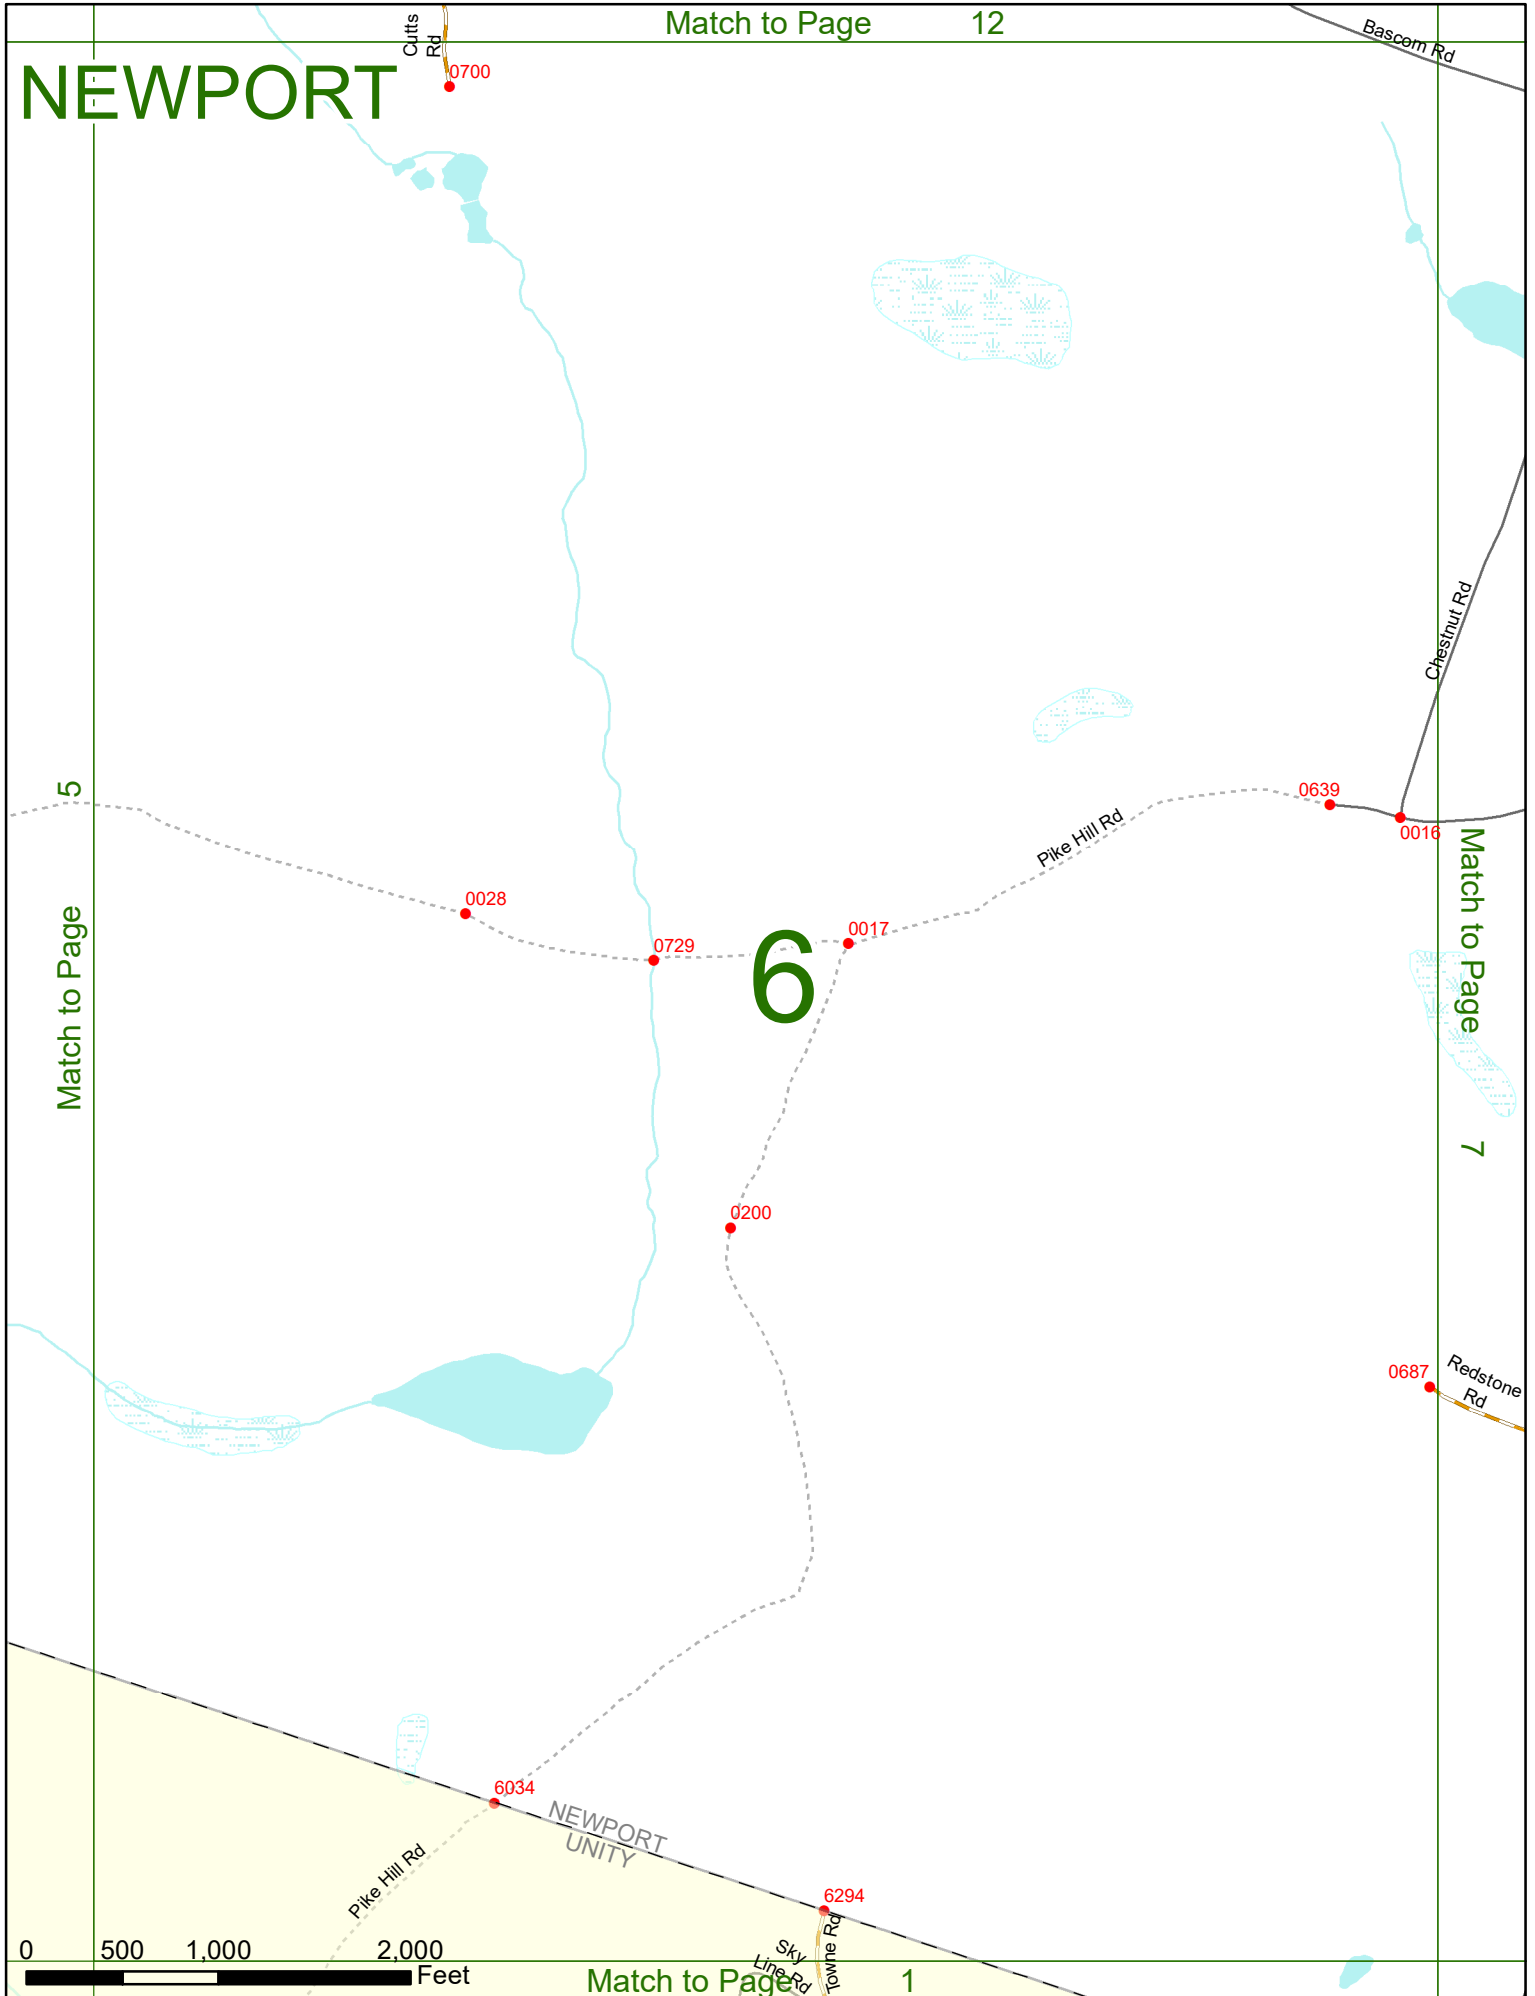 Match to Page 12
Cutts
Rd
Bascom Rd
NEWPORT
0700
Chestnut Rd
5
Match to Page
0639
0016
Pike Hill Rd
Match to Page
7
0028
0017
0729
6
0200
0687
Redstone
Rd
6034
NEWPORT
UNITY
Pike Hill Rd
6294
Towne Rd
Sky
Line Rd
0 500 1,000 2,000
Feet
Match to Page 1